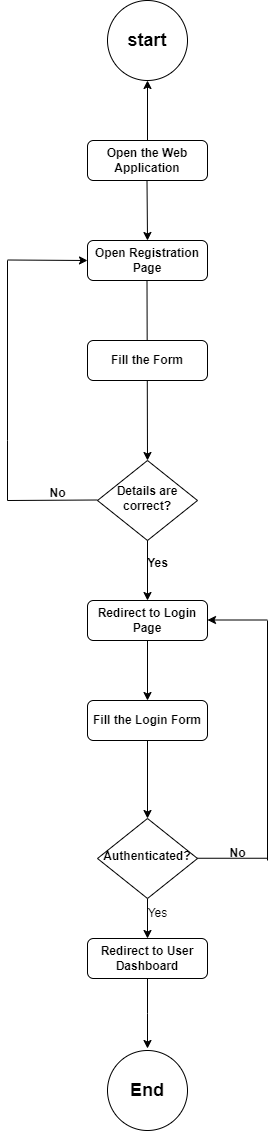 start
Open the Web
Application
Open Registration
Page
Fill the Form
Details are
correct?
No
Yes
Redirect to Login
Page
Fill the Login Form
Authenticated?
No
Yes
Redirect to User
Dashboard
End